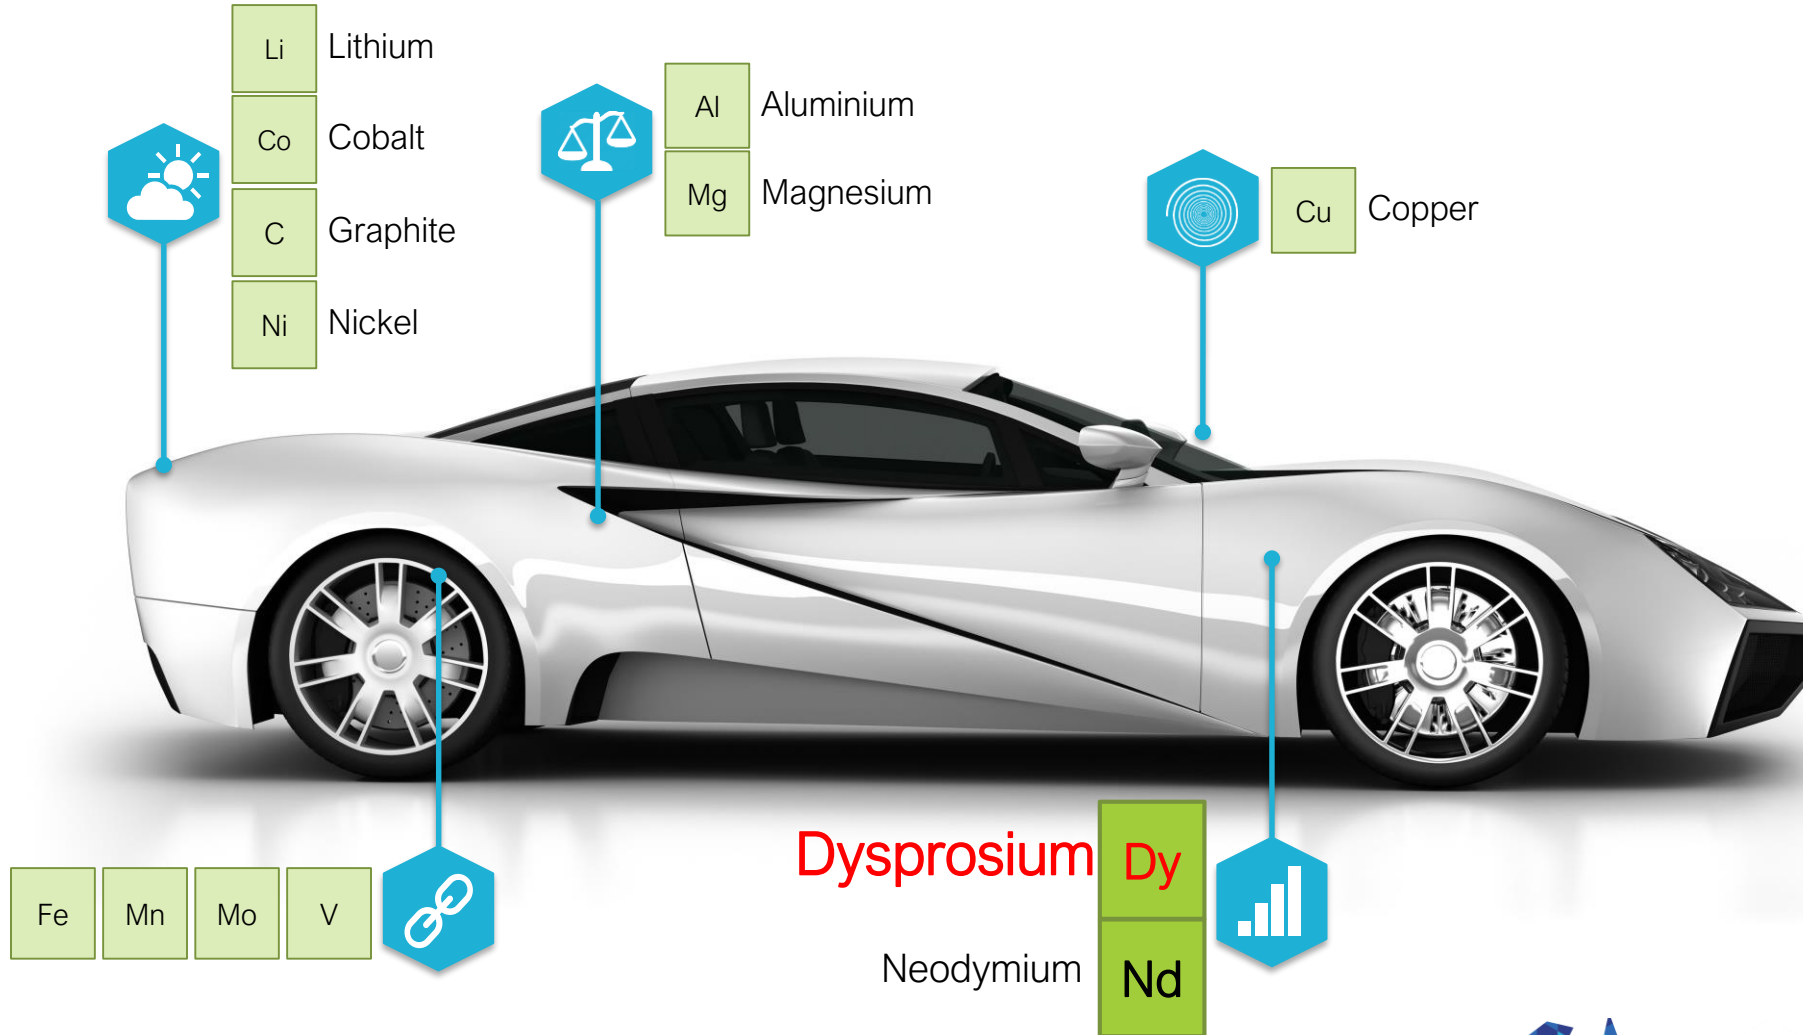 Li Lithium
Co Cobalt
C Graphite
Ni Nickel
Al Aluminium
Mg Magnesium
Cu Copper
Fe Mn Mo V
Dysprosium Dy
Neodymium Nd